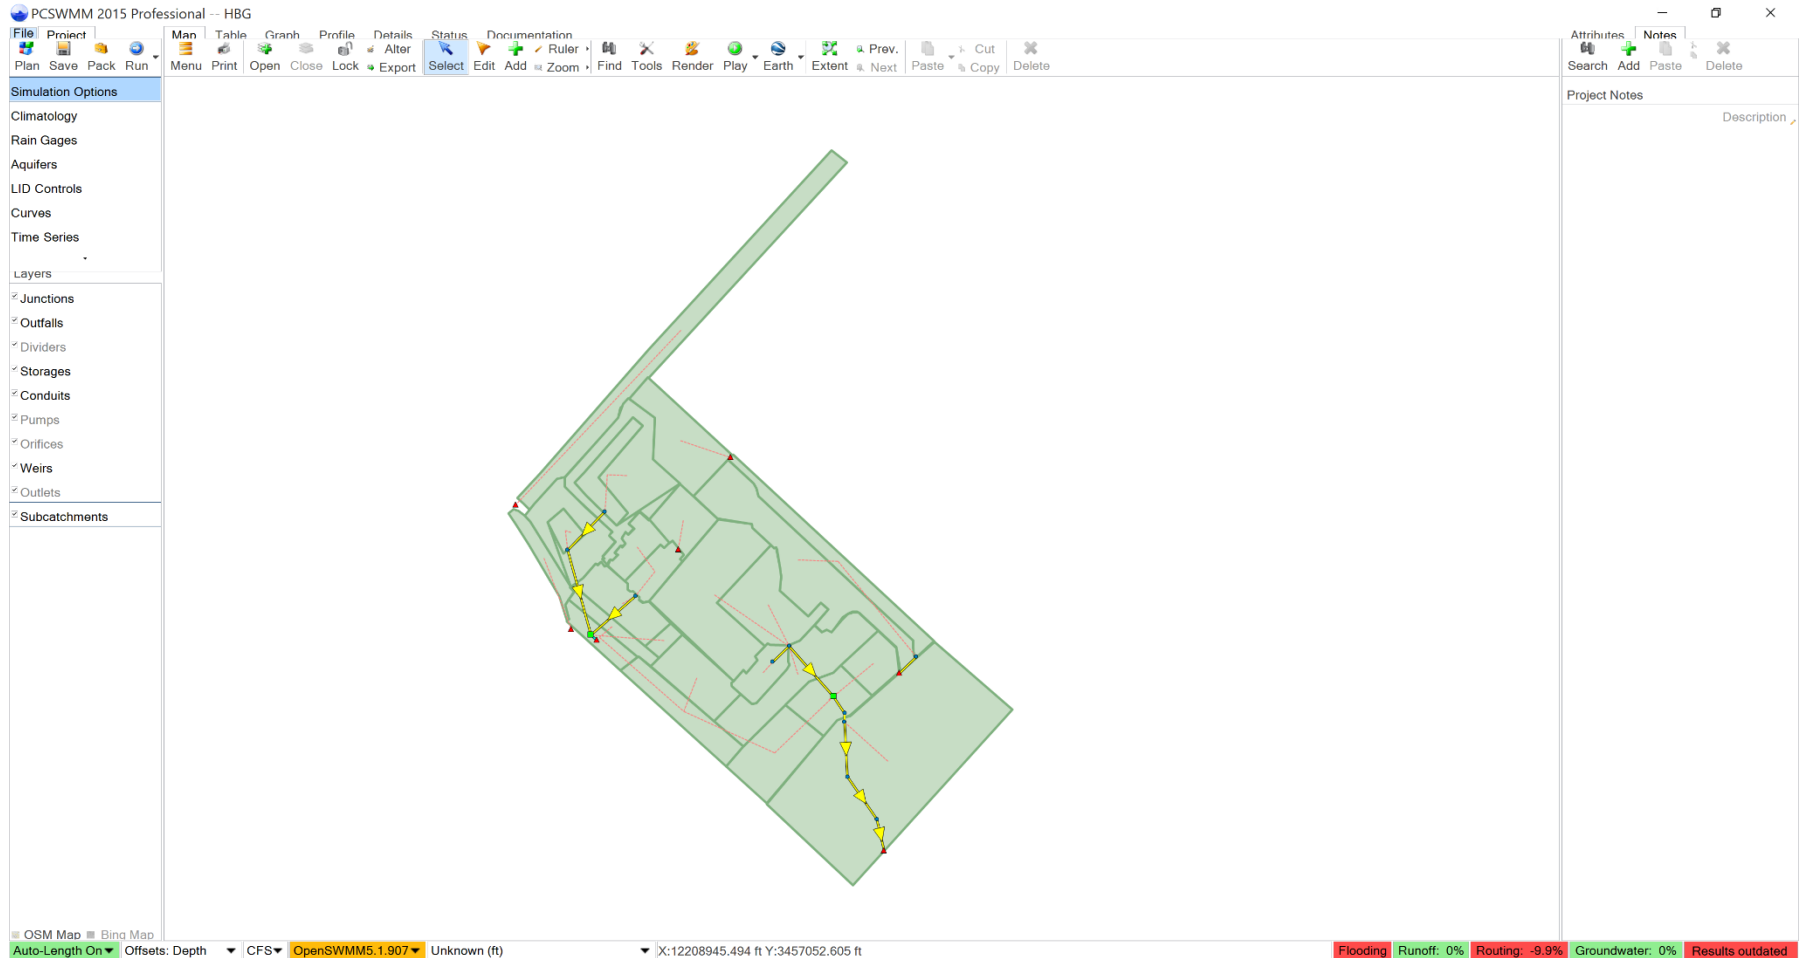 PCSWMM 2015 Professional -- HBG
File Project Map Table Graph Profile Details Status Documentation Attributes Notes
Alter Ruler Prev. Cut
Plan Save Pack Run Menu Print Open Close Lock Export Select Edit Add Zoom Find Tools Render Play Earth Extent Next Paste Copy Delete Search Add Paste Delete
Simulation Options
Climatology
Rain Gages
Aquifers
LID Controls
Curves
Time Series
Layers
Junctions
Outfalls
Dividers
Storages
Conduits
Pumps
Orifices
Weirs
Outlets
Subcatchments
Project Notes
Description
OSM Map Bing Map
Auto-Length On Offsets: Depth CFS OpenSWMM5.1.907 Unknown (ft) X:12208945.494 ft Y:3457052.605 ft Flooding Runoff: 0% Routing: -9.9% Groundwater: 0% Results outdated